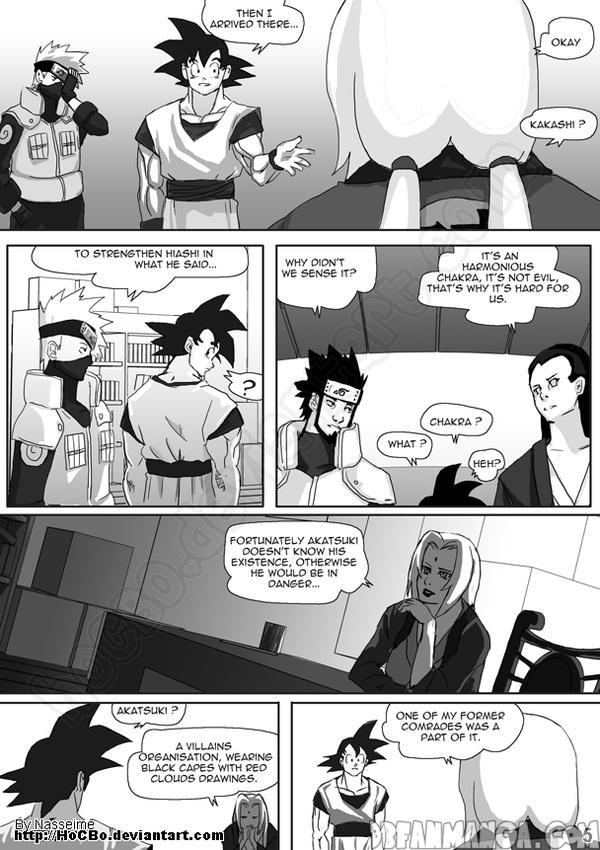 THEN I
ARRIVED THERE...
OKAY
KAKASHI ?
TO STRENGTHEN HIASHI IN
WHAT HE SAID...
?
WHY DIDN'T
WE SENSE IT?
IT'S AN
HARMONIOUS
CHAKRA, IT'S NOT EVIL,
THAT'S WHY IT'S HARD FOR
US.
CHAKRA ?
WHAT ?
HEH?
FORTUNATELY AKATSUKI
DOESN'T KNOW HIS
EXISTENCE, OTHERWISE
HE WOULD BE IN
DANGER...
AKATSUKI ?
A VILLAINS
ORGANISATION, WEARING
BLACK CAPES WITH RED
CLOUDS DRAWINGS.
ONE OF MY FORMER
COMRADES WAS A
PART OF IT.
By Nasseime
http://HoCBo.deviantart.com
DBFANMANGA.COM
5